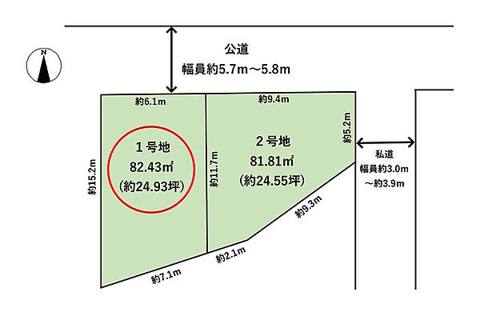 N
公道
幅員約5.7m～5.8m
約6.1m
約9.4m
約15.2m
1号地
82.43㎡
(約24.93坪)
約11.7m
2号地
81.81㎡
(約24.55坪)
約5.2m
私道
幅員約3.0m
～約3.9m
約9.3m
約2.1m
約7.1m